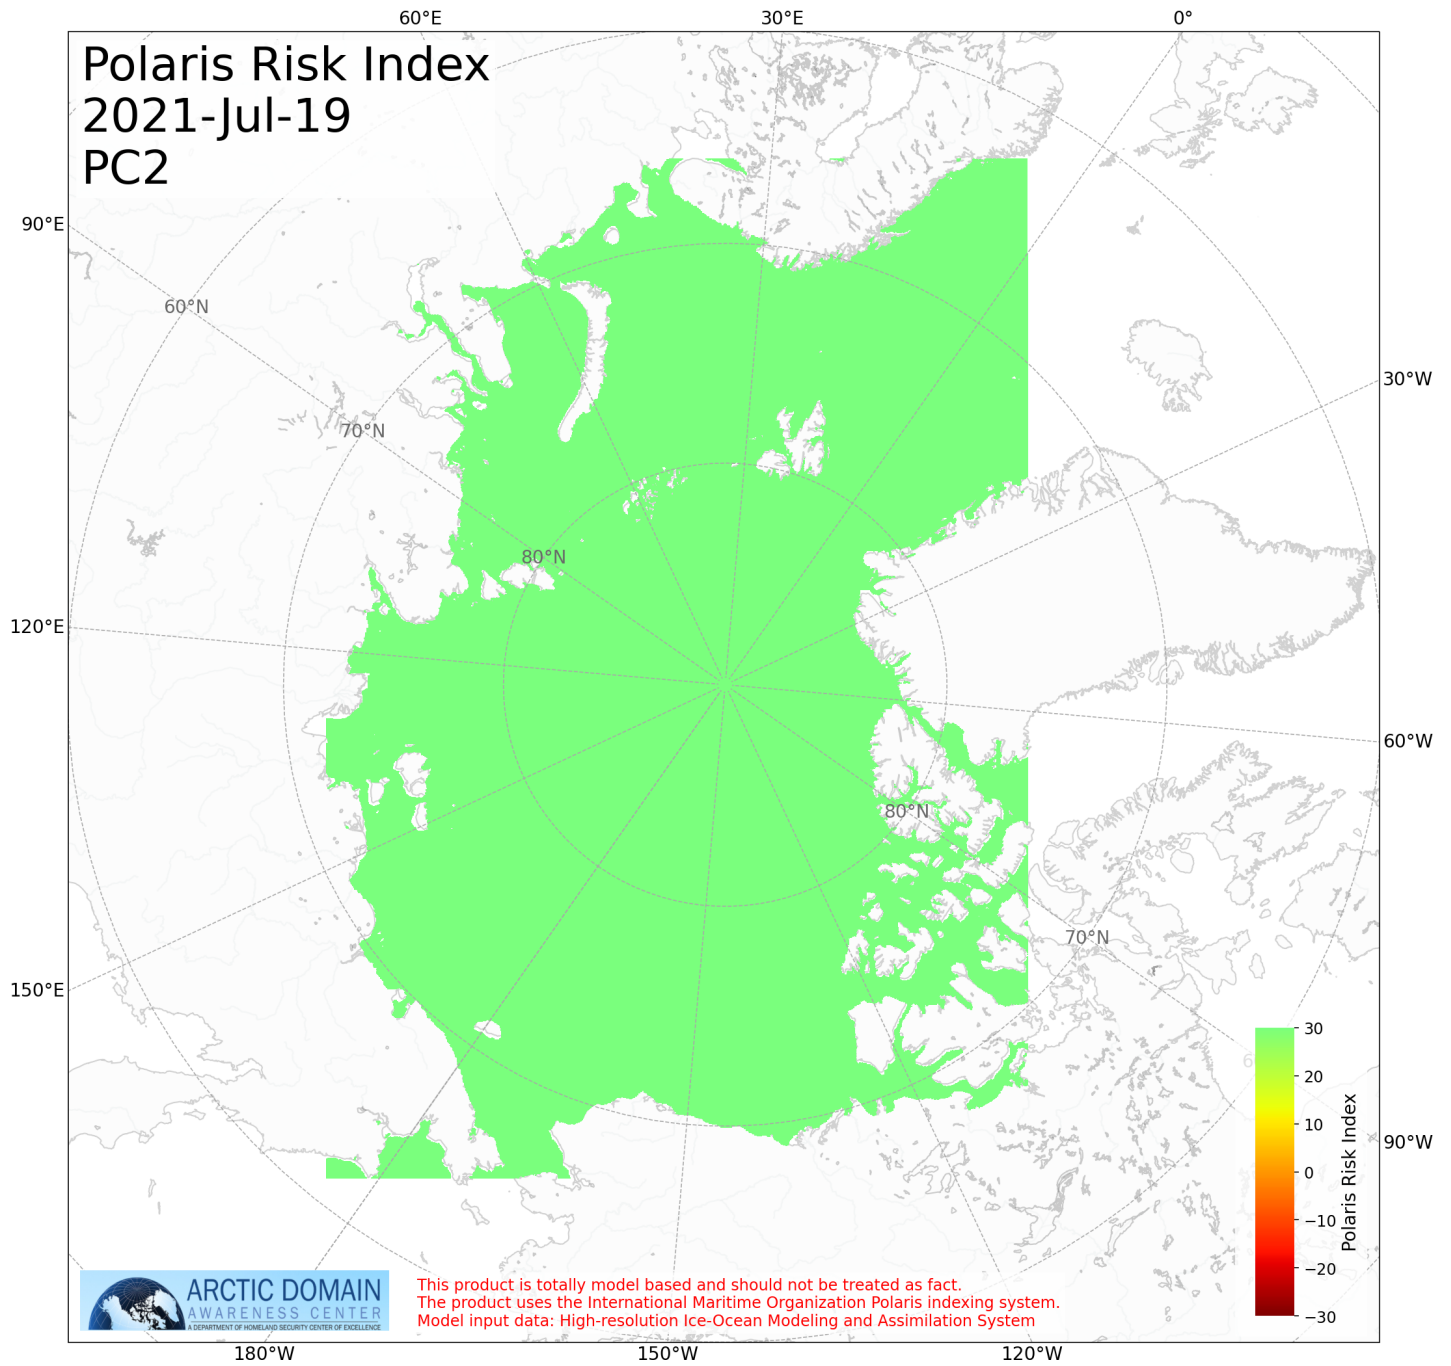 60°E
30°E
0°
Polaris Risk Index
2021-Jul-19
PC2
90°E
60°N
30°W
70°N
80°N
120°E
60°W
80°N
70°N
150°E
30
20
10
0
−10
−20
−30
Polaris Risk Index
90°W
ARCTIC DOMAIN
AWARENESS CENTER
A DEPARTMENT OF HOMELAND SECURITY CENTER OF EXCELLENCE
This product is totally model based and should not be treated as fact.
The product uses the International Maritime Organization Polaris indexing system.
Model input data: High-resolution Ice-Ocean Modeling and Assimilation System
180°W
150°W
120°W